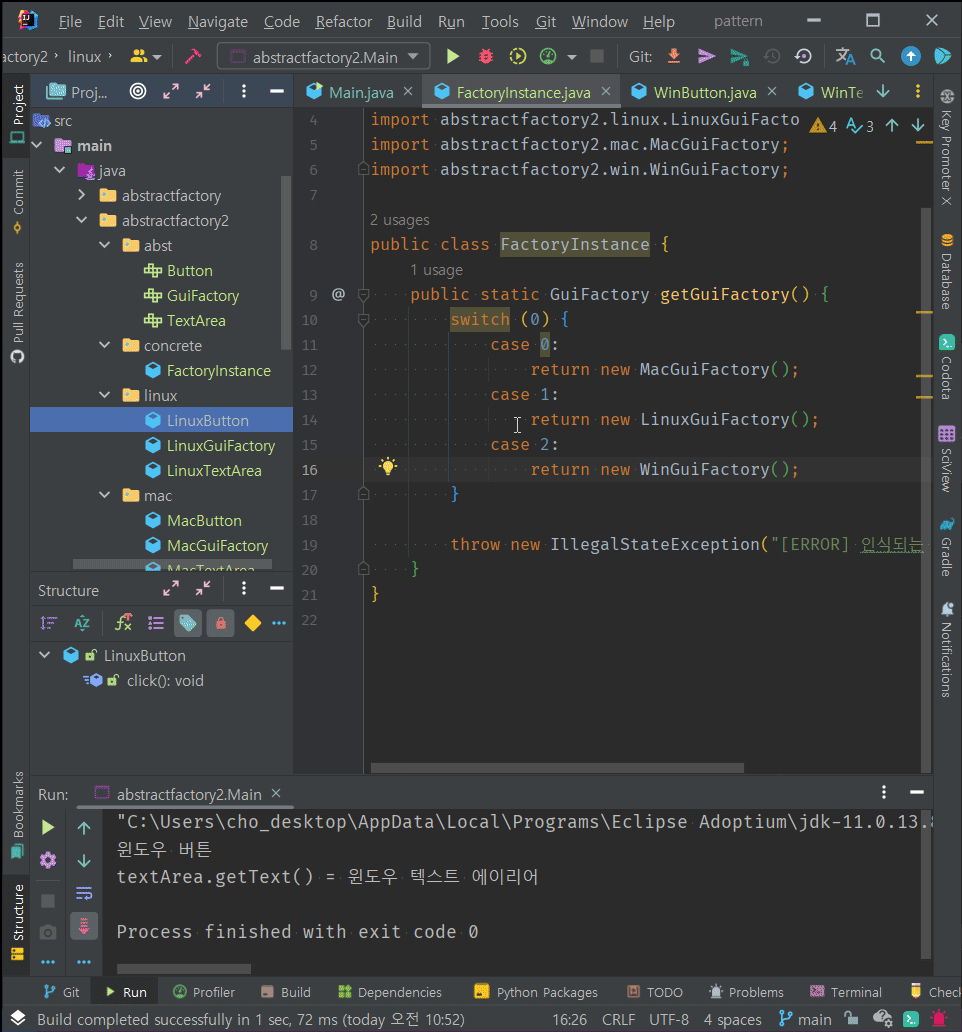 File Edit View Navigate Code Refactor Build Run Tools Git Window Help pattern
actory2 linux abstractfactory2.Main Git:
Proj... Main.java FactoryInstance.java WinButton.java WinTe
Project
Commit
Pull Requests
Bookmarks
Structure
src
main
java
abstractfactory
abstractfactory2
abst
Button
GuiFactory
TextArea
concrete
FactoryInstance
linux
LinuxButton
LinuxGuiFactory
LinuxTextArea
mac
MacButton
MacGuiFactory
MacTextArea
Structure
LinuxButton
click(): void
4 import abstractfactory2.linux.LinuxGuiFacto 4 3
5 import abstractfactory2.mac.MacGuiFactory;
6 import abstractfactory2.win.WinGuiFactory;
7
2 usages
8 public class FactoryInstance {
1 usage
9 @ public static GuiFactory getGuiFactory() {
10 switch (0) {
11 case 0:
12 return new MacGuiFactory();
13 case 1:
14 return new LinuxGuiFactory();
15 case 2:
16 return new WinGuiFactory();
17 }
18
19 throw new IllegalStateException("[ERROR] 인식되는
20 }
21 }
22
Key Promoter X
Database
Codota
SciView
Gradle
Notifications
Run: abstractfactory2.Main
"C:\Users\cho_desktop\AppData\Local\Programs\Eclipse Adoptium\jdk-11.0.13.8
윈도우 버튼
textArea.getText() = 윈도우 텍스트 에이리어
Process finished with exit code 0
Git Run Profiler Build Dependencies Python Packages TODO Problems Terminal Chec
Build completed successfully in 1 sec, 72 ms (today 오전 10:52) 16:26 CRLF UTF-8 4 spaces main